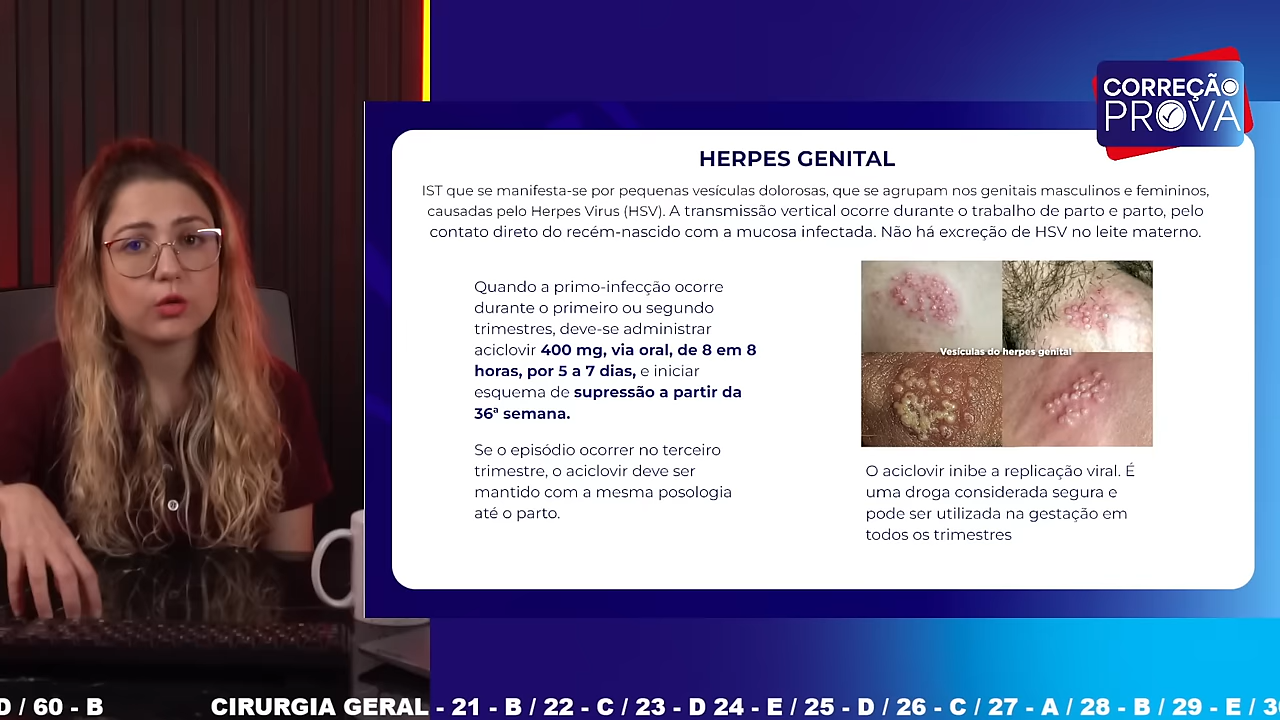 CORREÇÃO
PROVA
HERPES GENITAL
IST que se manifesta-se por pequenas vesículas dolorosas, que se agrupam nos genitais masculinos e femininos,
causadas pelo Herpes Virus (HSV). A transmissão vertical ocorre durante o trabalho de parto e parto, pelo
contato direto do recém-nascido com a mucosa infectada. Não há excreção de HSV no leite materno.
Quando a primo-infecção ocorre
durante o primeiro ou segundo
trimestres, deve-se administrar
aciclovir 400 mg, via oral, de 8 em 8
horas, por 5 a 7 dias, e iniciar
esquema de supressão a partir da
36ª semana.
Se o episódio ocorrer no terceiro
trimestre, o aciclovir deve ser
mantido com a mesma posologia
até o parto.
Vesículas do herpes genital
O aciclovir inibe a replicação viral. É
uma droga considerada segura e
pode ser utilizada na gestação em
todos os trimestres
D / 60 - B CIRURGIA GERAL - 21 - B / 22 - C / 23 - D 24 - E / 25 - D / 26 - C / 27 - A / 28 - B / 29 - E / 30